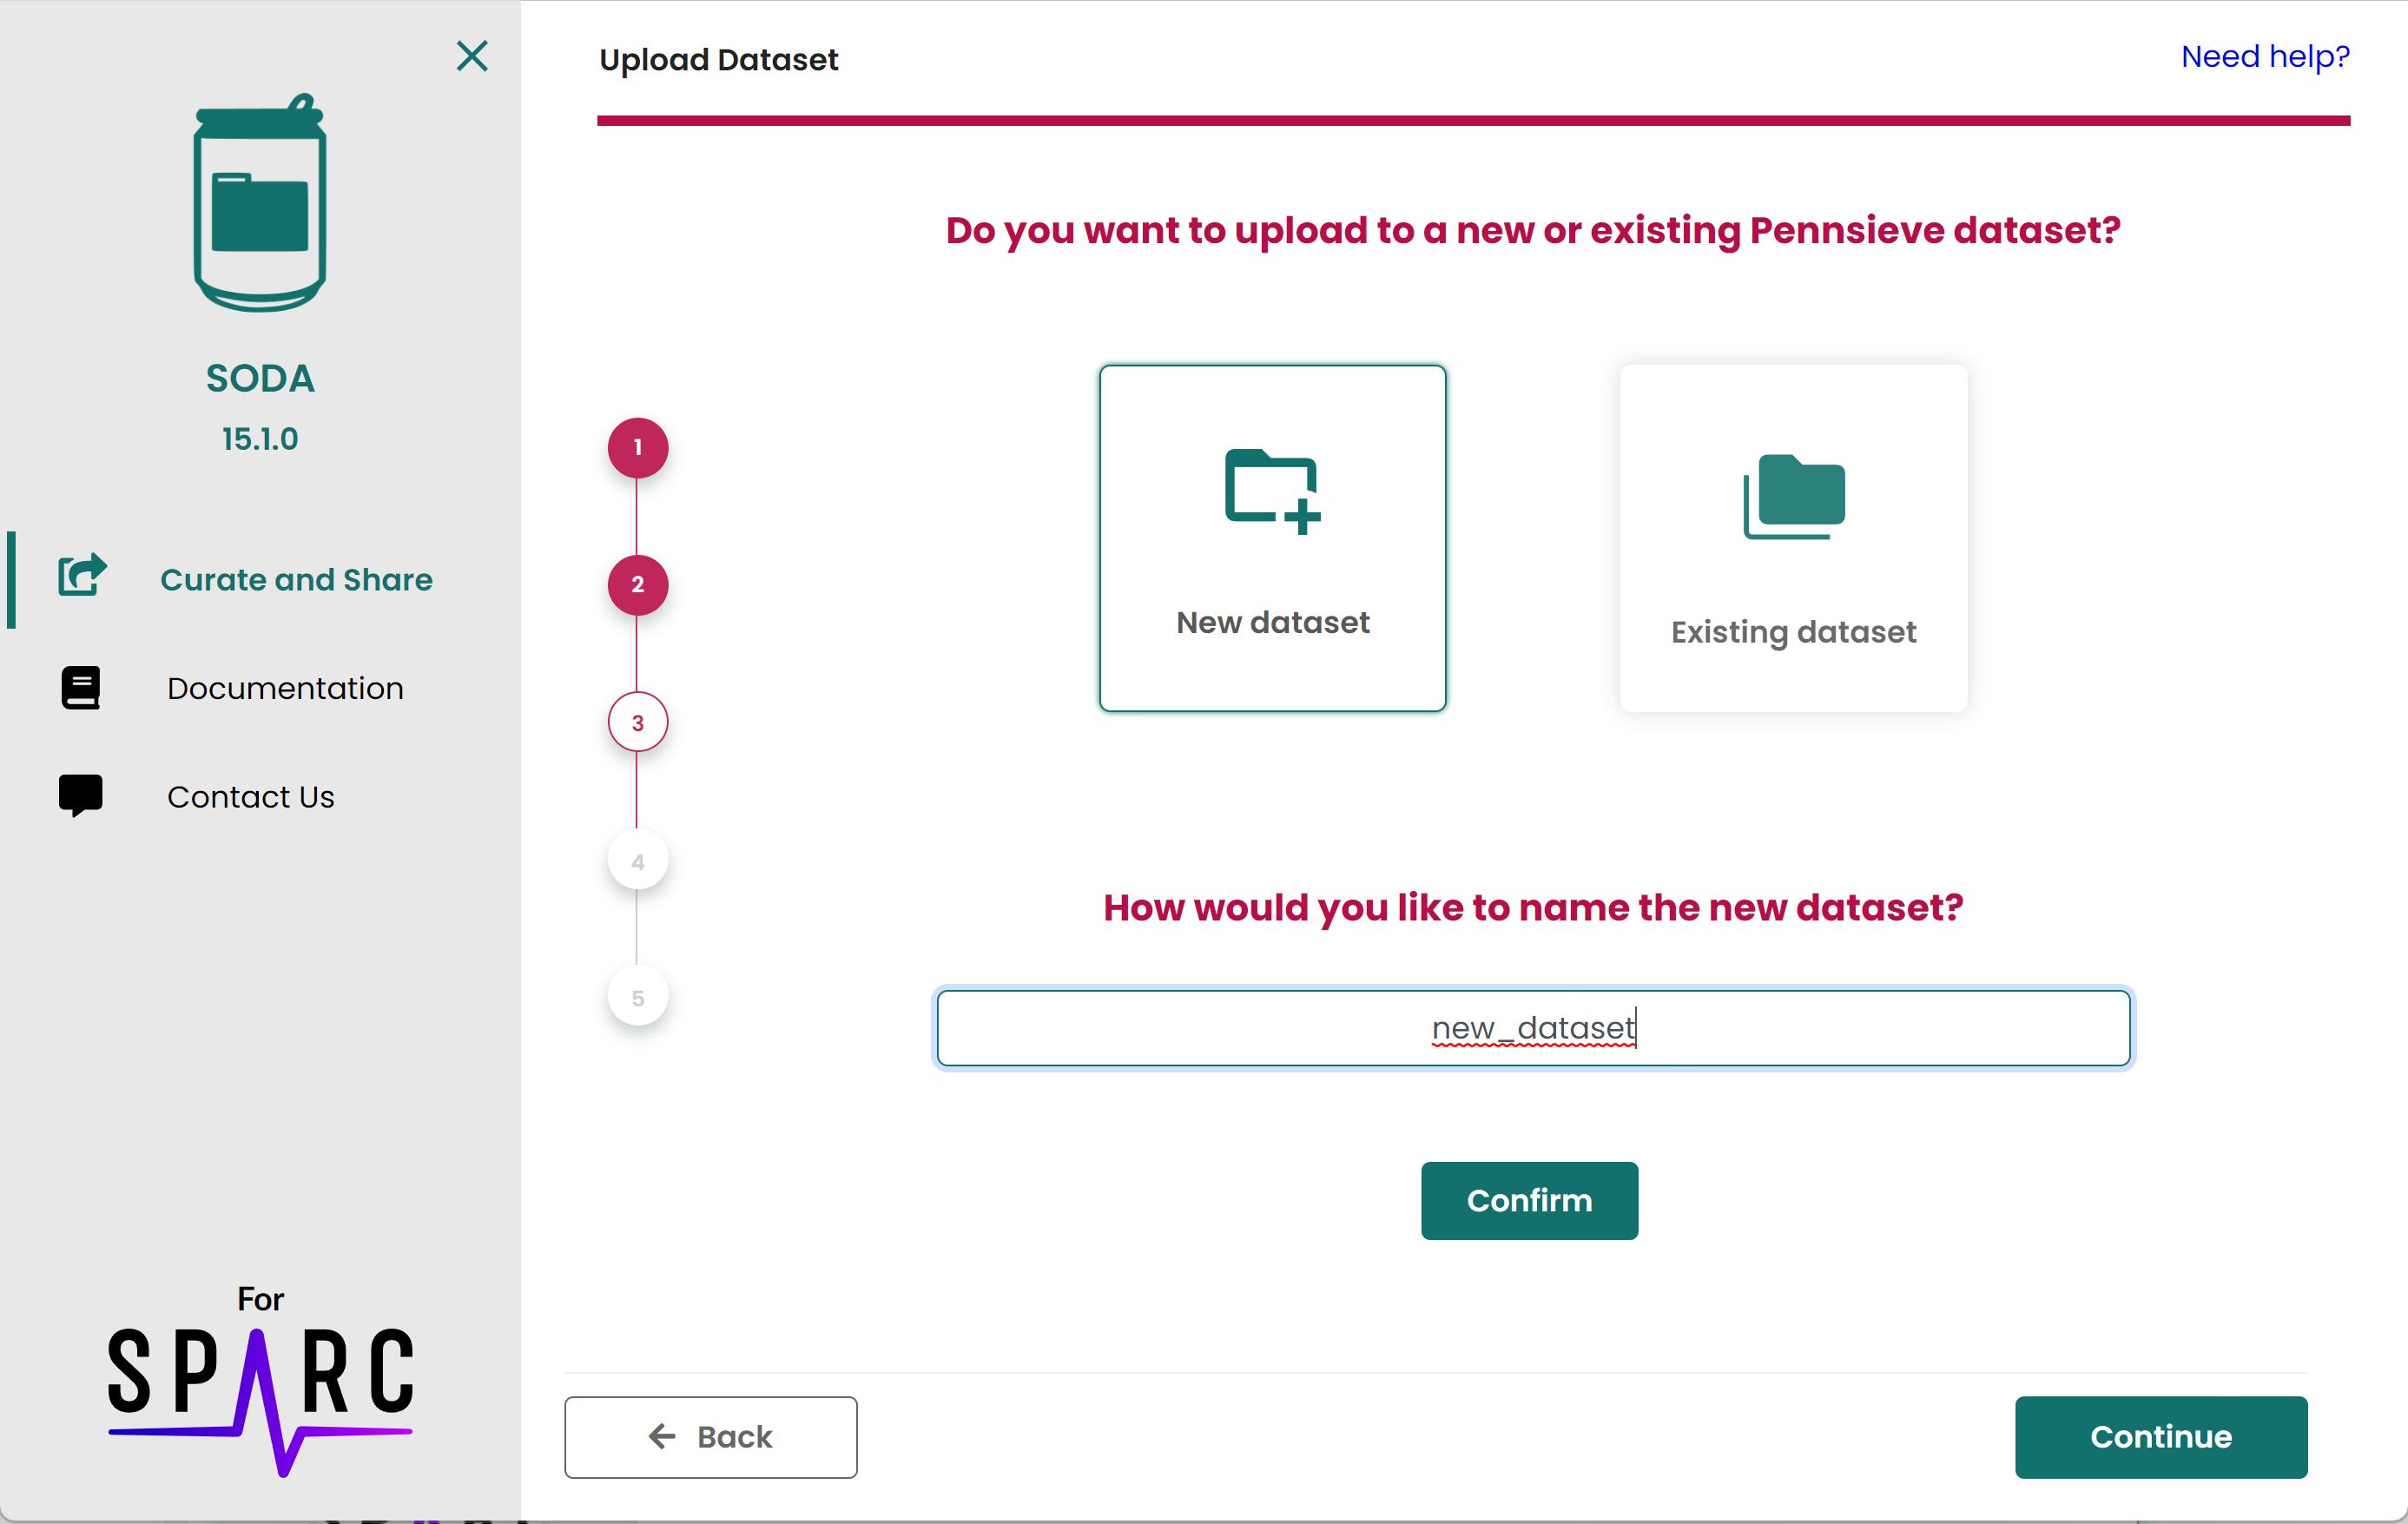 Upload Dataset
Need help?
SODA
15.1.0
Curate and Share
Documentation
Contact Us
For
SPARC
Do you want to upload to a new or existing Pennsieve dataset?
1
2
3
4
5
New dataset
Existing dataset
How would you like to name the new dataset?
new_dataset
Confirm
Back
Continue